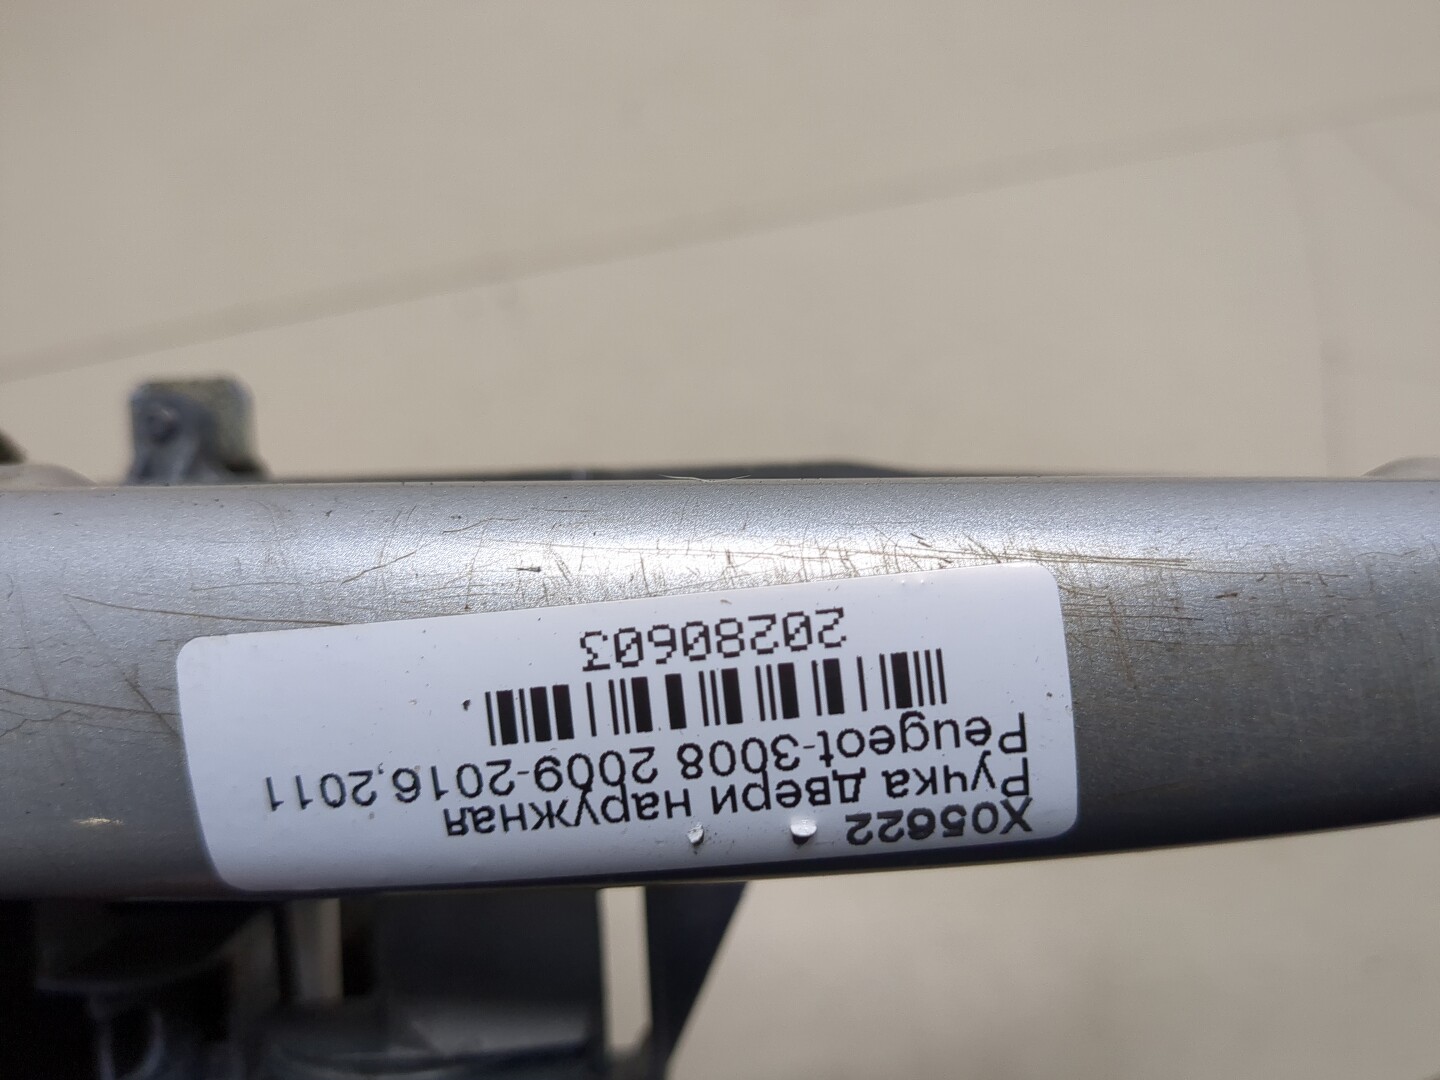 X05622
Ручка двери наружная
Peugeot-3008 2009-2016,2011
20280603